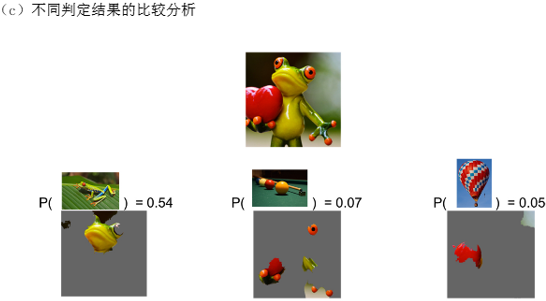 （c）不同判定结果的比较分析
P( ) = 0.54
P( ) = 0.07
P( ) = 0.05